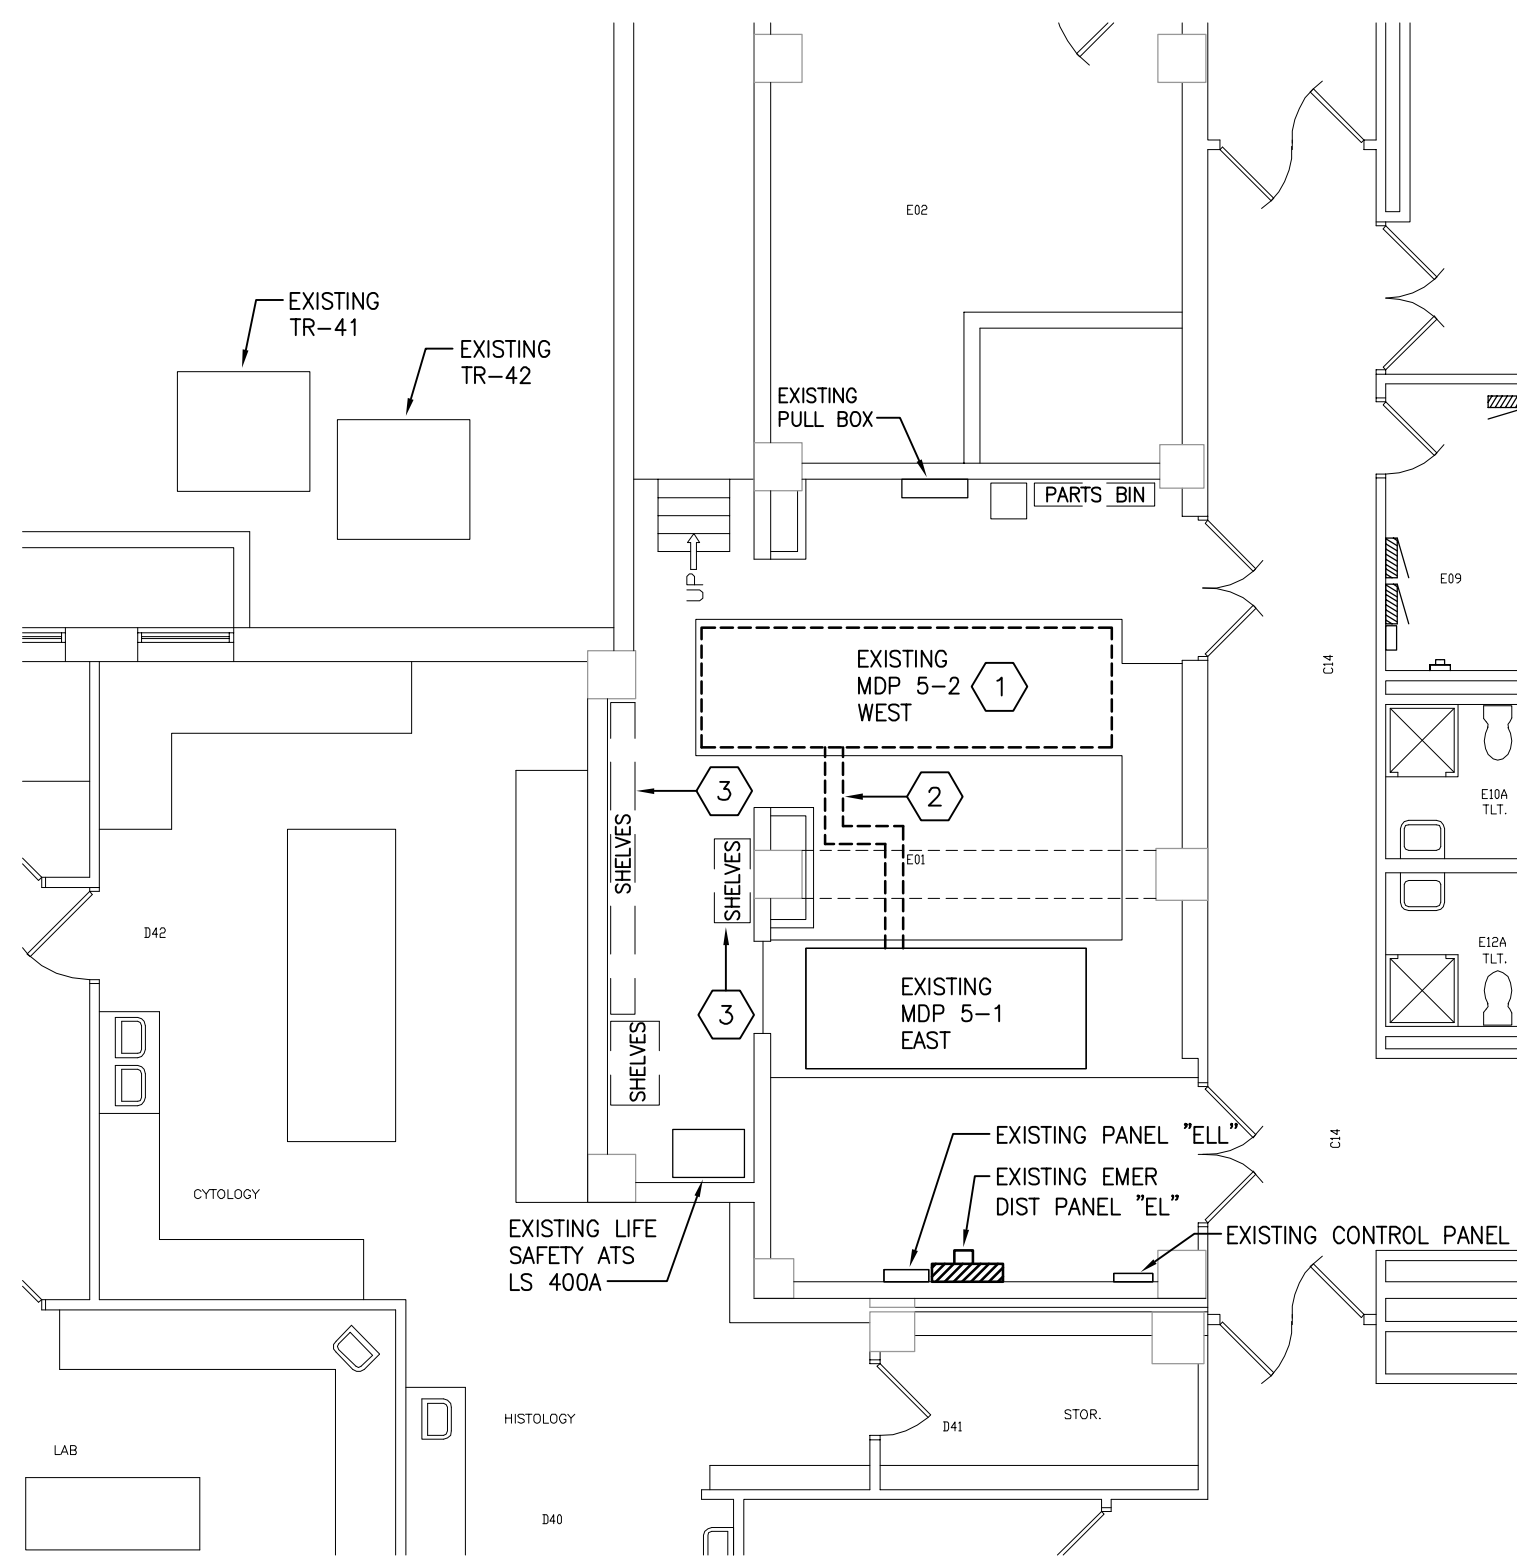 E02
EXISTING
TR-41
EXISTING
TR-42
EXISTING
PULL BOX
PARTS BIN
UP
E09
C14
EXISTING
MDP 5-2
WEST
1
3
2
E10A
TLT.
SHELVES
SHELVES
E01
D42
E12A
TLT.
EXISTING
MDP 5-1
EAST
3
SHELVES
EXISTING PANEL "ELL"
C14
EXISTING EMER
DIST PANEL "EL"
CYTOLOGY
EXISTING LIFE
SAFETY ATS
LS 400A
EXISTING CONTROL PANEL
HISTOLOGY
STOR.
D41
LAB
D40